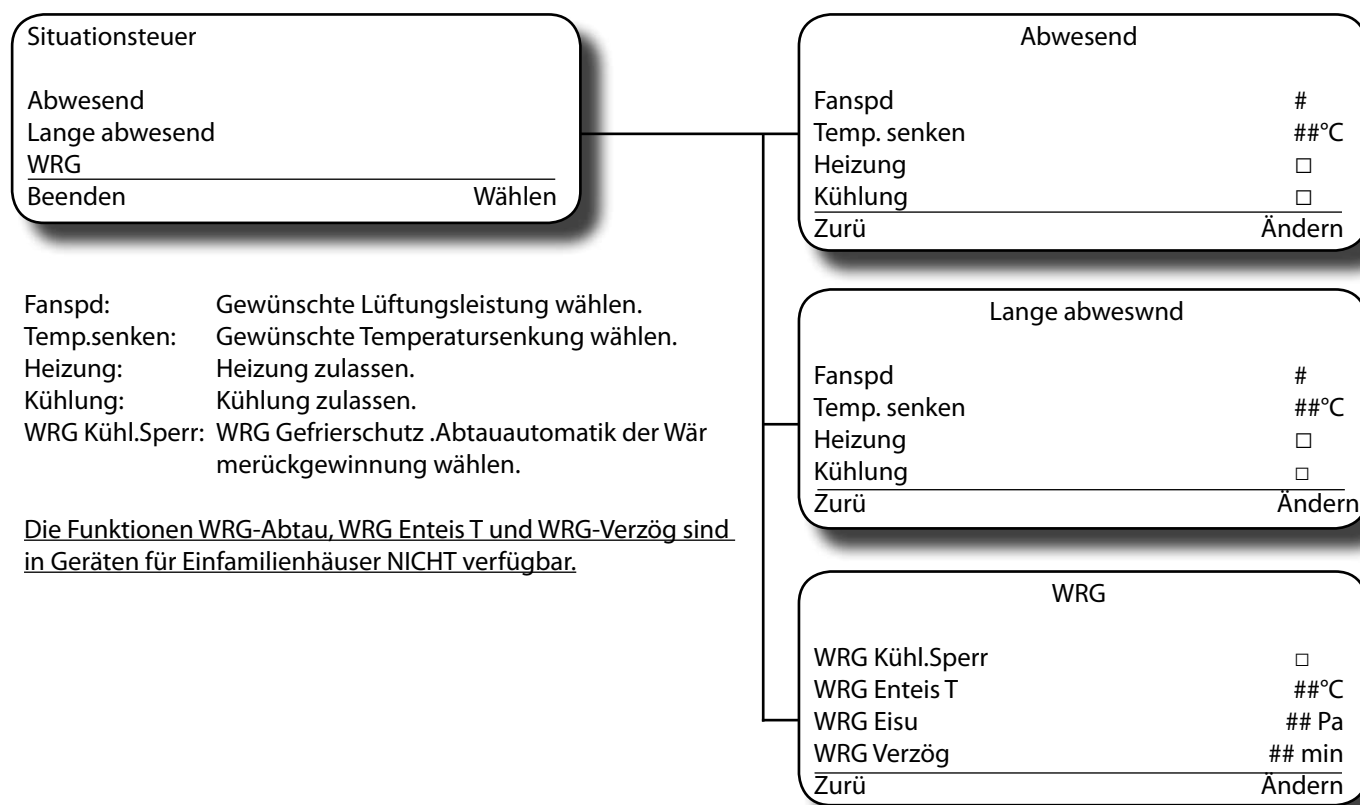 Situationsteuer
Abwesend
Lange abwesend
WRG
Beenden Wählen
Fanspd: Gewünschte Lüftungsleistung wählen.
Temp.senken: Gewünschte Temperatursenkung wählen.
Heizung: Heizung zulassen.
Kühlung: Kühlung zulassen.
WRG Kühl.Sperr: WRG Gefrierschutz .Abtauautomatik der Wär
merückgewinnung wählen.
Die Funktionen WRG-Abtau, WRG Enteis T und WRG-Verzög sind
in Geräten für Einfamilienhäuser NICHT verfügbar.
Abwesend
Fanspd #
Temp. senken ##°C
Heizung □
Kühlung □
Zurü Ändern
Lange abweswnd
Fanspd #
Temp. senken ##°C
Heizung □
Kühlung □
Zurü Ändern
WRG
WRG Kühl.Sperr □
WRG Enteis T ##°C
WRG Eisu ## Pa
WRG Verzög ## min
Zurü Ändern